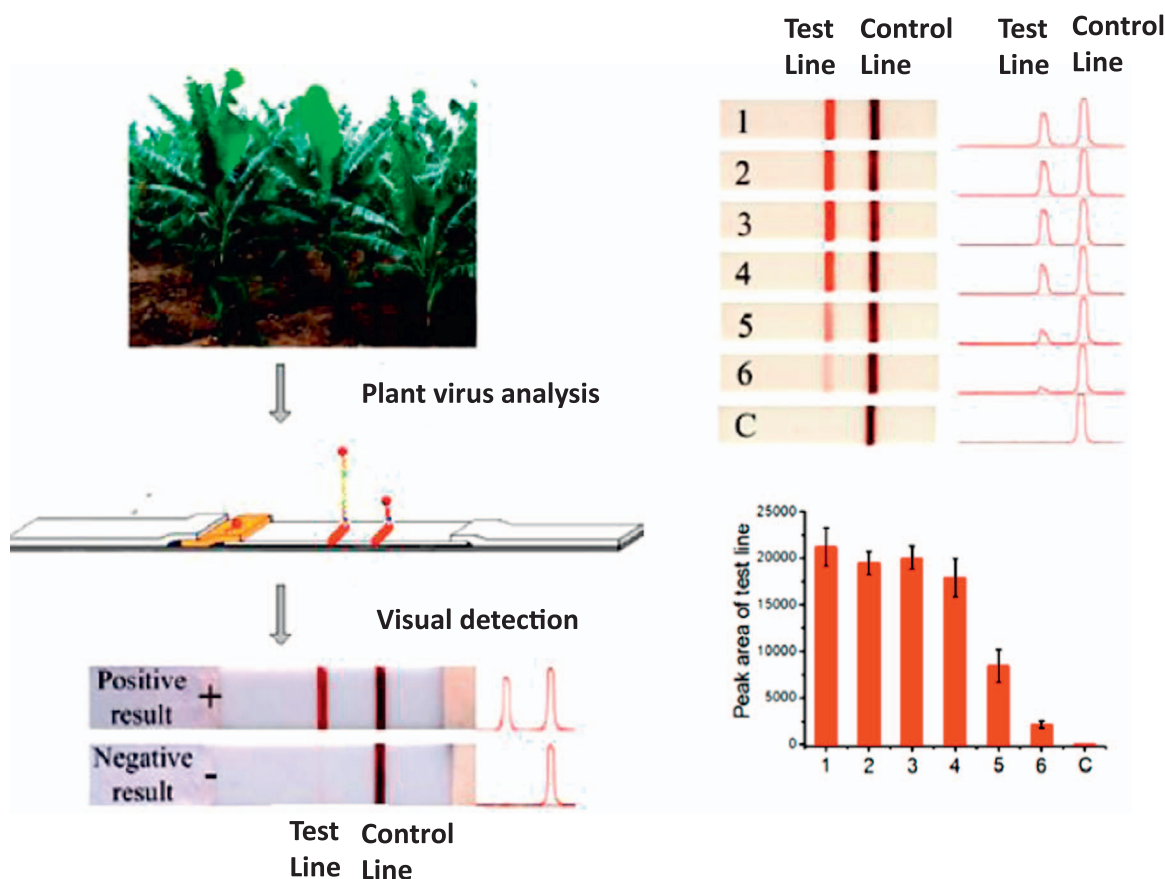 Plant virus analysis
Visual detection
Positive
result +
Negative
result -
Test Control
Line Line
Test Control Test Control
Line Line Line Line
1
2
3
4
5
6
C
25000
20000
15000
10000
5000
0
Peak area of test line
1 2 3 4 5 6 C